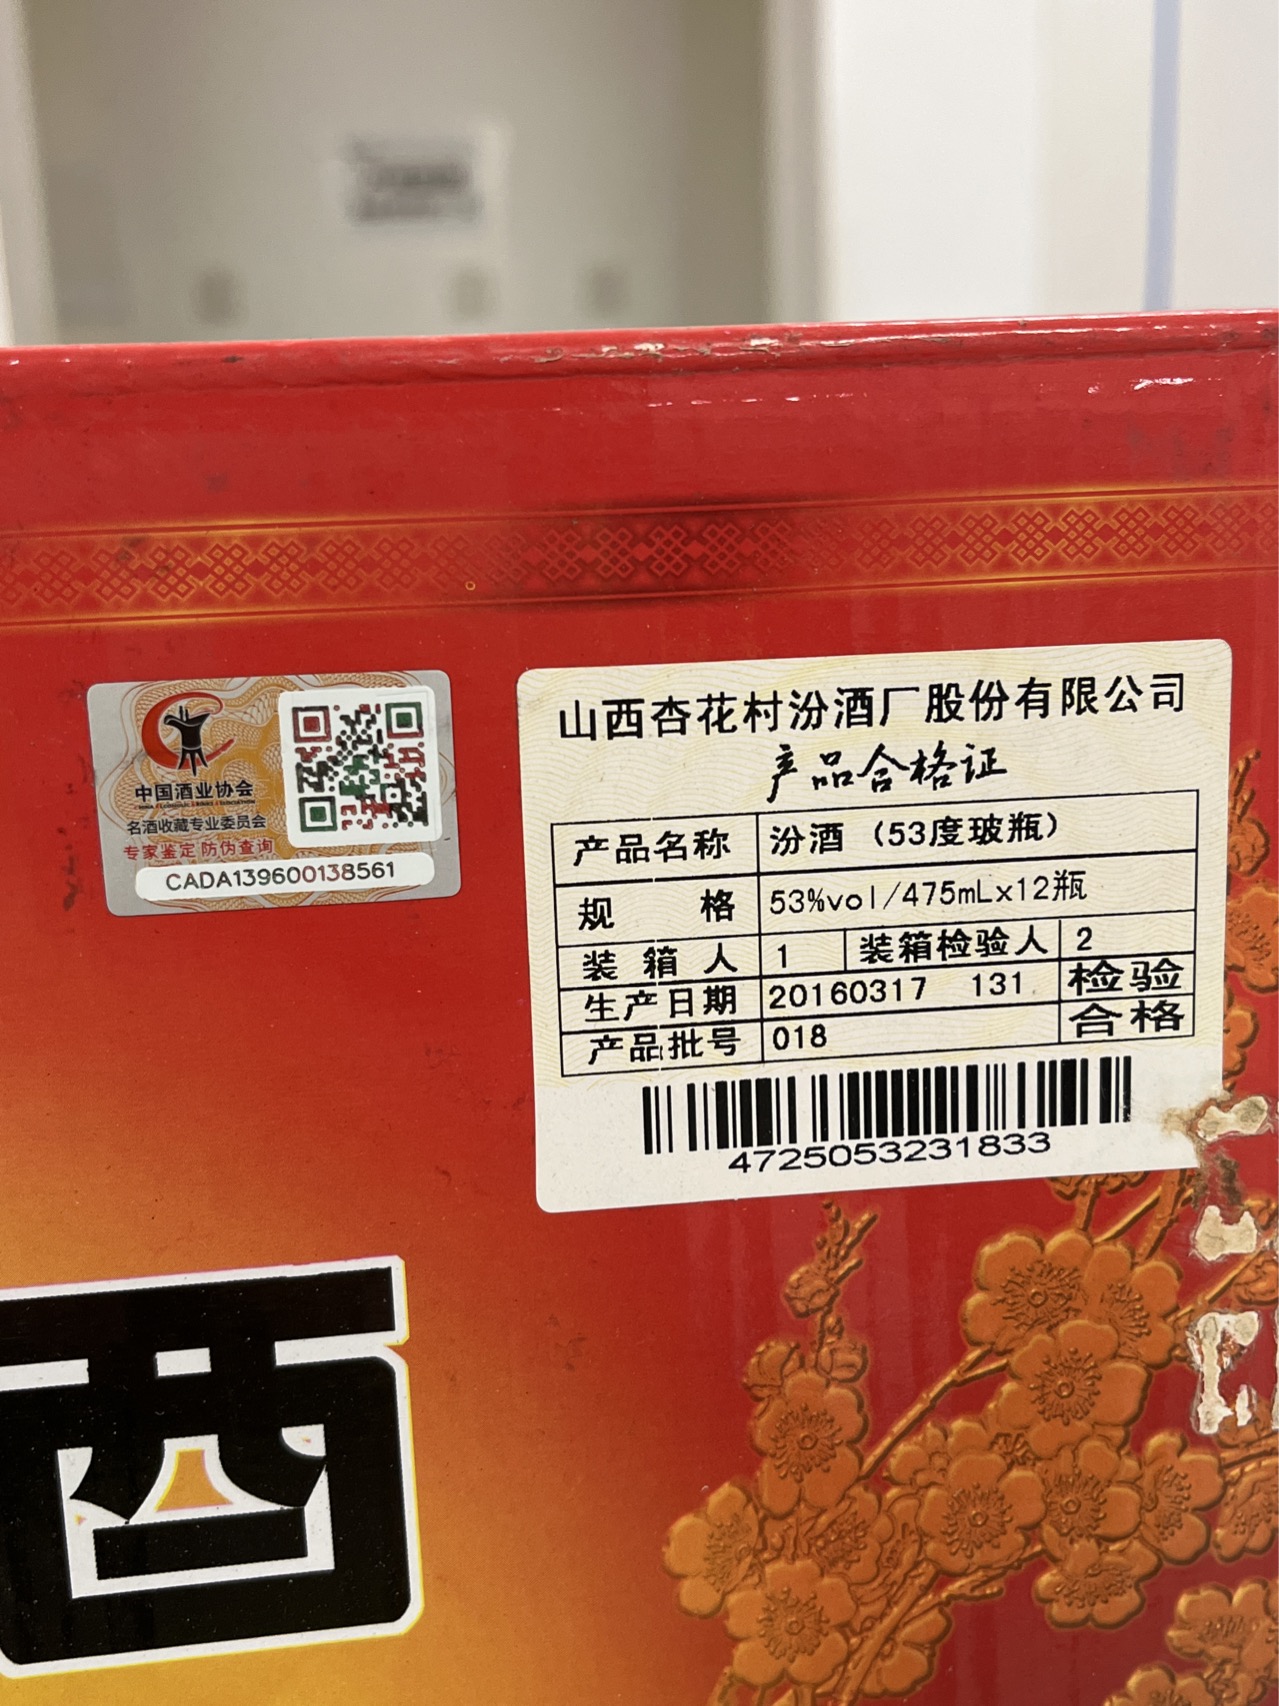 中国酒业协会
名酒收藏专业委员会
专家鉴定 防伪查询
CADA139600138561
山西杏花村汾酒厂股份有限公司
产品合格证
产品名称 汾酒（53度玻瓶）
规 格 53%vol/475mLx12瓶
装 箱 人 1 装箱检验人 2
生产日期 20160317 131 检验
产品批号 018 合格
4725053231833